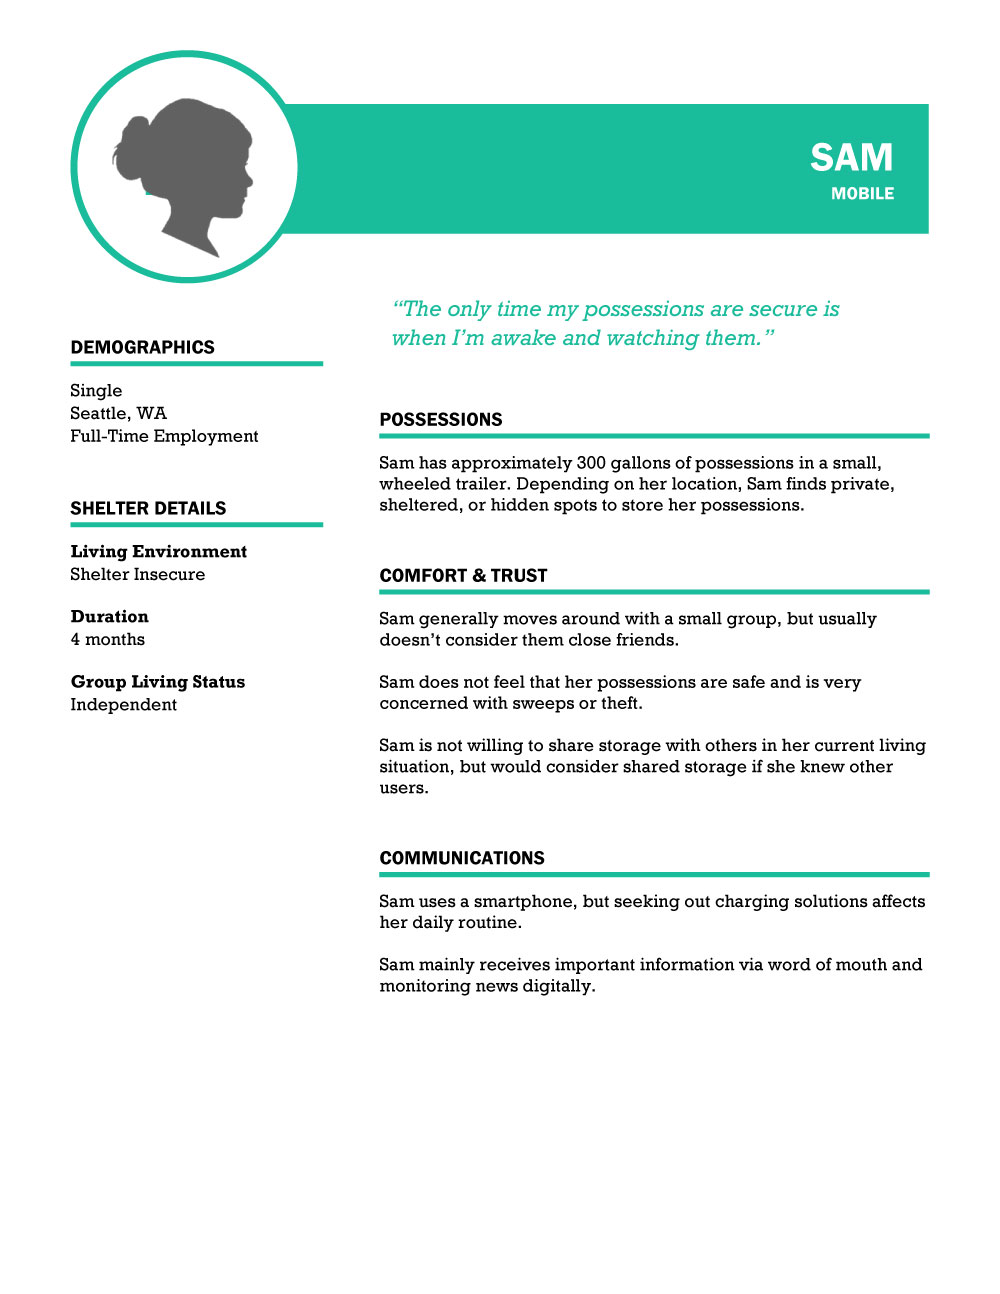 SAM
MOBILE
“The only time my possessions are secure is
when I’m awake and watching them.”
DEMOGRAPHICS
Single
Seattle, WA
Full-Time Employment
SHELTER DETAILS
Living Environment
Shelter Insecure
Duration
4 months
Group Living Status
Independent
POSSESSIONS
Sam has approximately 300 gallons of possessions in a small,
wheeled trailer. Depending on her location, Sam finds private,
sheltered, or hidden spots to store her possessions.
COMFORT & TRUST
Sam generally moves around with a small group, but usually
doesn’t consider them close friends.
Sam does not feel that her possessions are safe and is very
concerned with sweeps or theft.
Sam is not willing to share storage with others in her current living
situation, but would consider shared storage if she knew other
users.
COMMUNICATIONS
Sam uses a smartphone, but seeking out charging solutions affects
her daily routine.
Sam mainly receives important information via word of mouth and
monitoring news digitally.